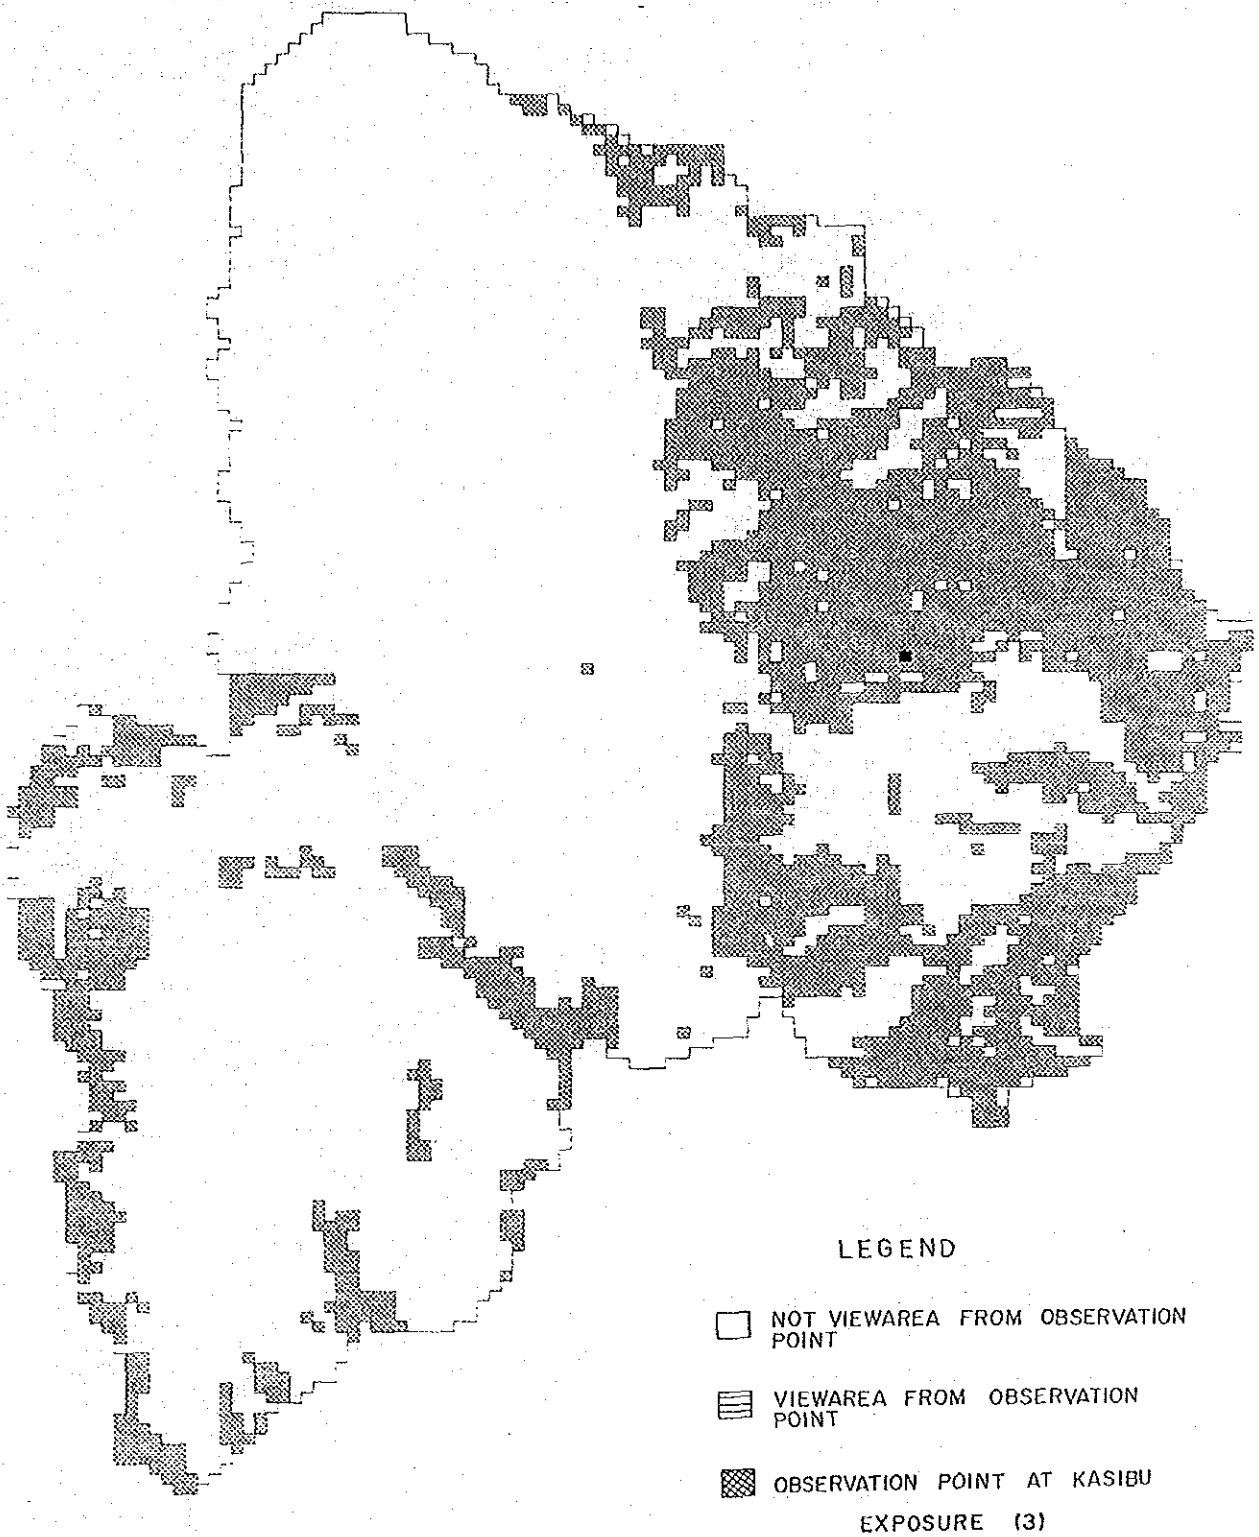 LEGEND
NOT VIEWAREA FROM OBSERVATION
POINT
VIEWAREA FROM OBSERVATION
POINT
OBSERVATION POINT AT KASIBU
EXPOSURE (3)